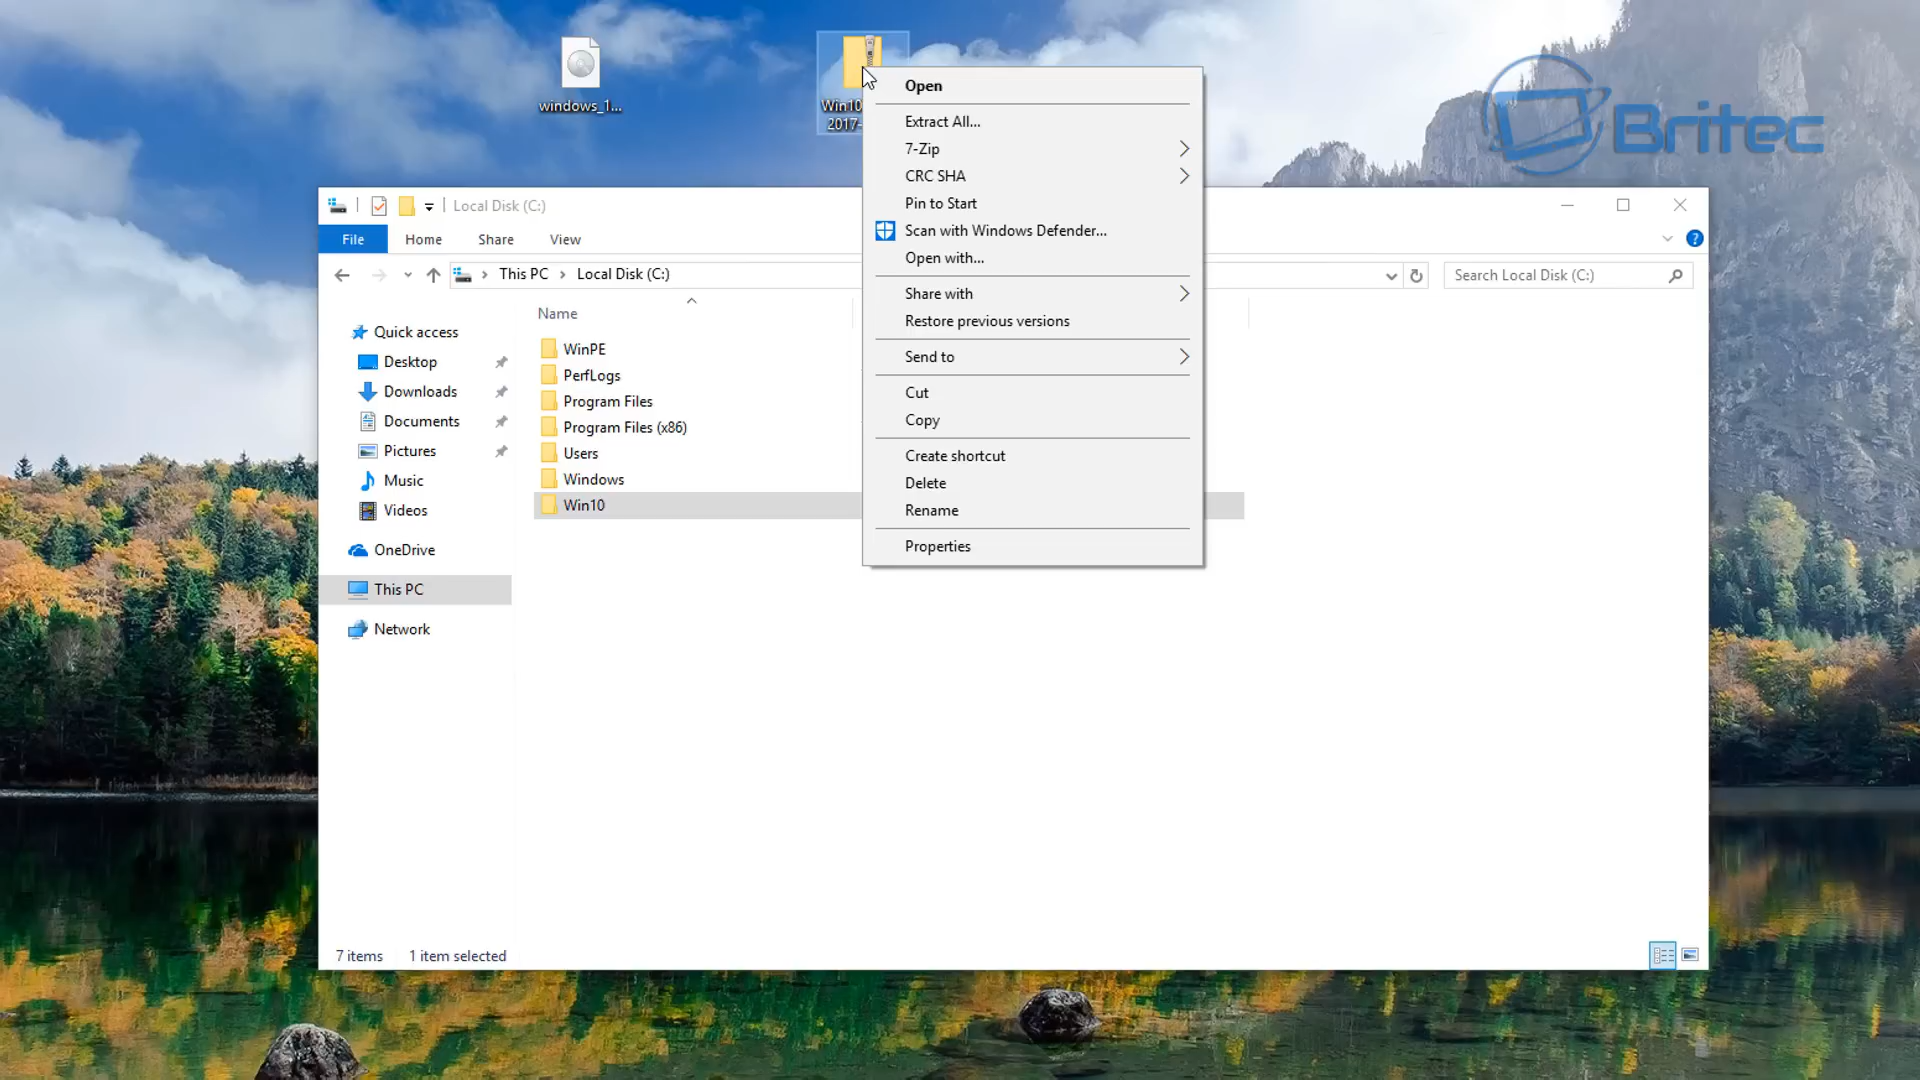 windows_1...
Win10
2017-
Britec
Open
Extract All...
7-Zip
CRC SHA
Pin to Start
Scan with Windows Defender...
Open with...
Share with
Restore previous versions
Send to
Cut
Copy
Create shortcut
Delete
Rename
Properties
Local Disk (C:)
File Home Share View
This PC Local Disk (C:)
Search Local Disk (C:)
Quick access
Desktop
Downloads
Documents
Pictures
Music
Videos
OneDrive
This PC
Network
Name
WinPE
PerfLogs
Program Files
Program Files (x86)
Users
Windows
Win10
7 items 1 item selected